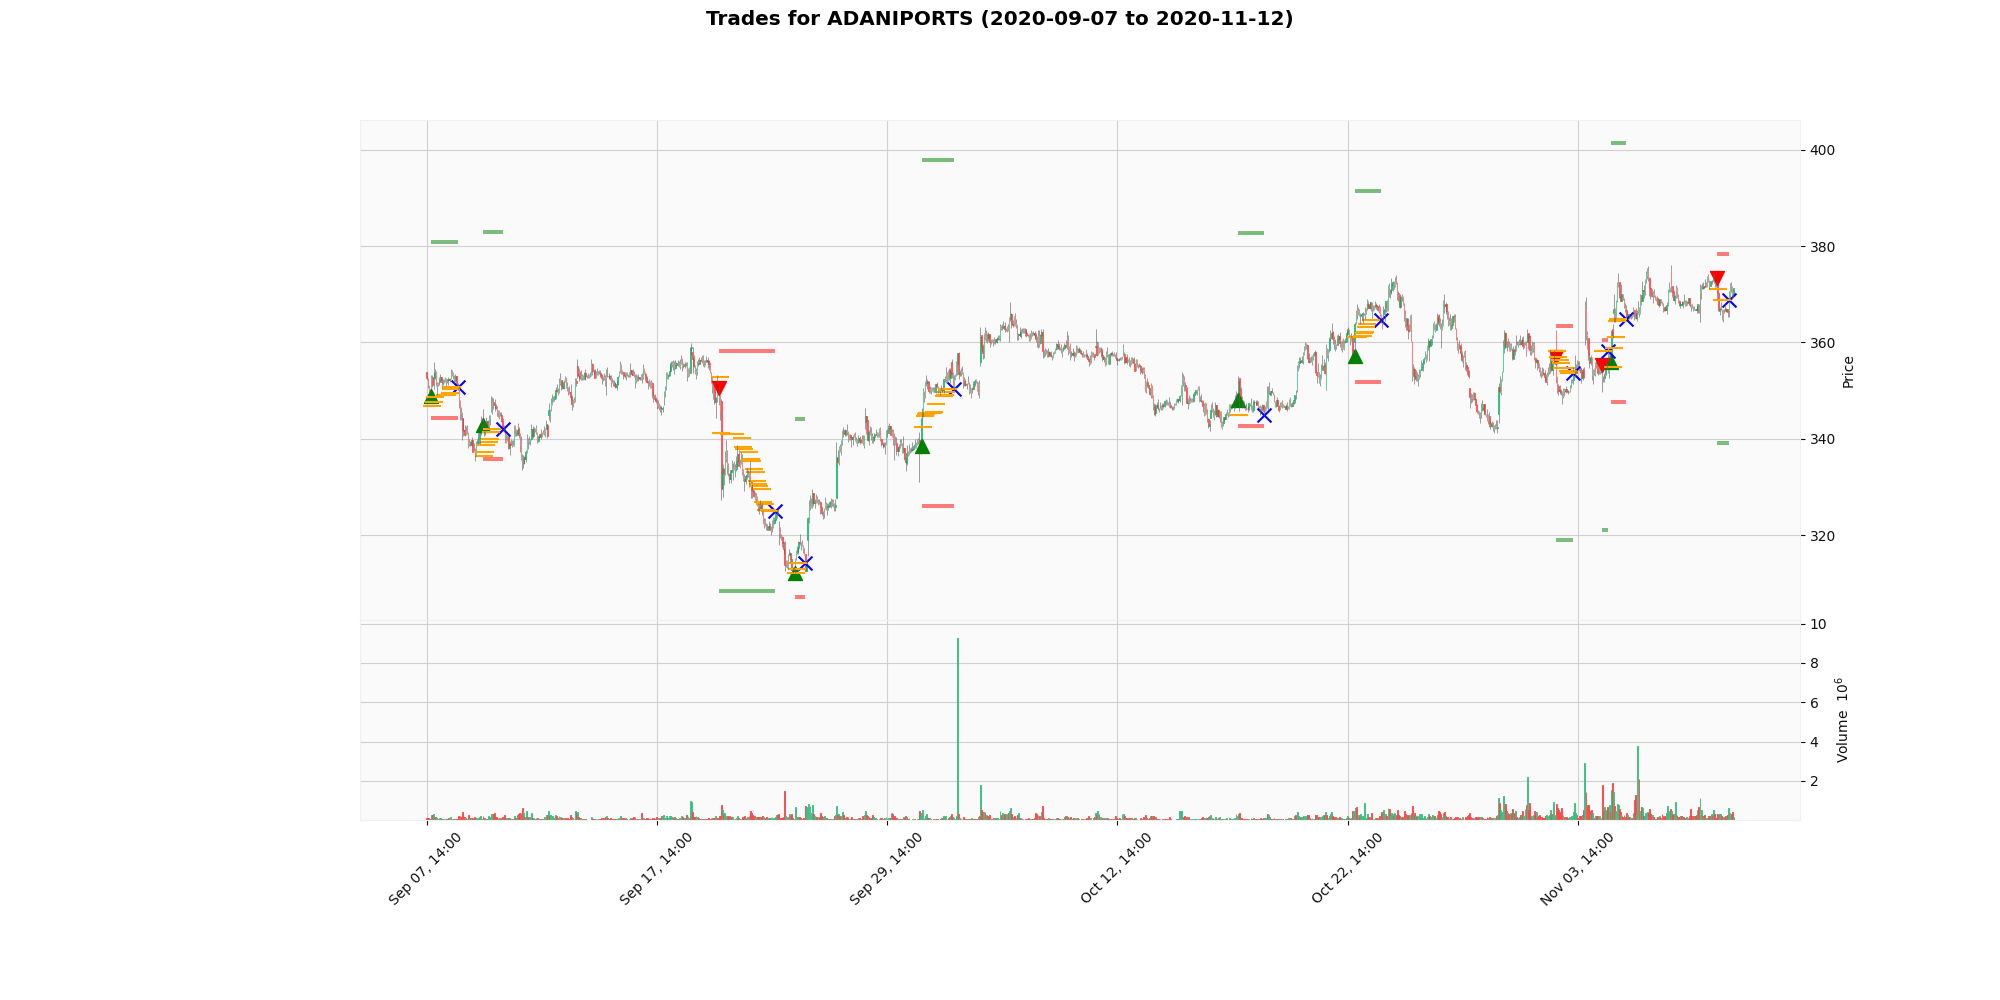 Trades for ADANIPORTS (2020-09-07 to 2020-11-12)
400
380
360
340
320
Price
10
8
6
4
2
Volume 10^6
Sep 07, 14:00
Sep 17, 14:00
Sep 29, 14:00
Oct 12, 14:00
Oct 22, 14:00
Nov 03, 14:00